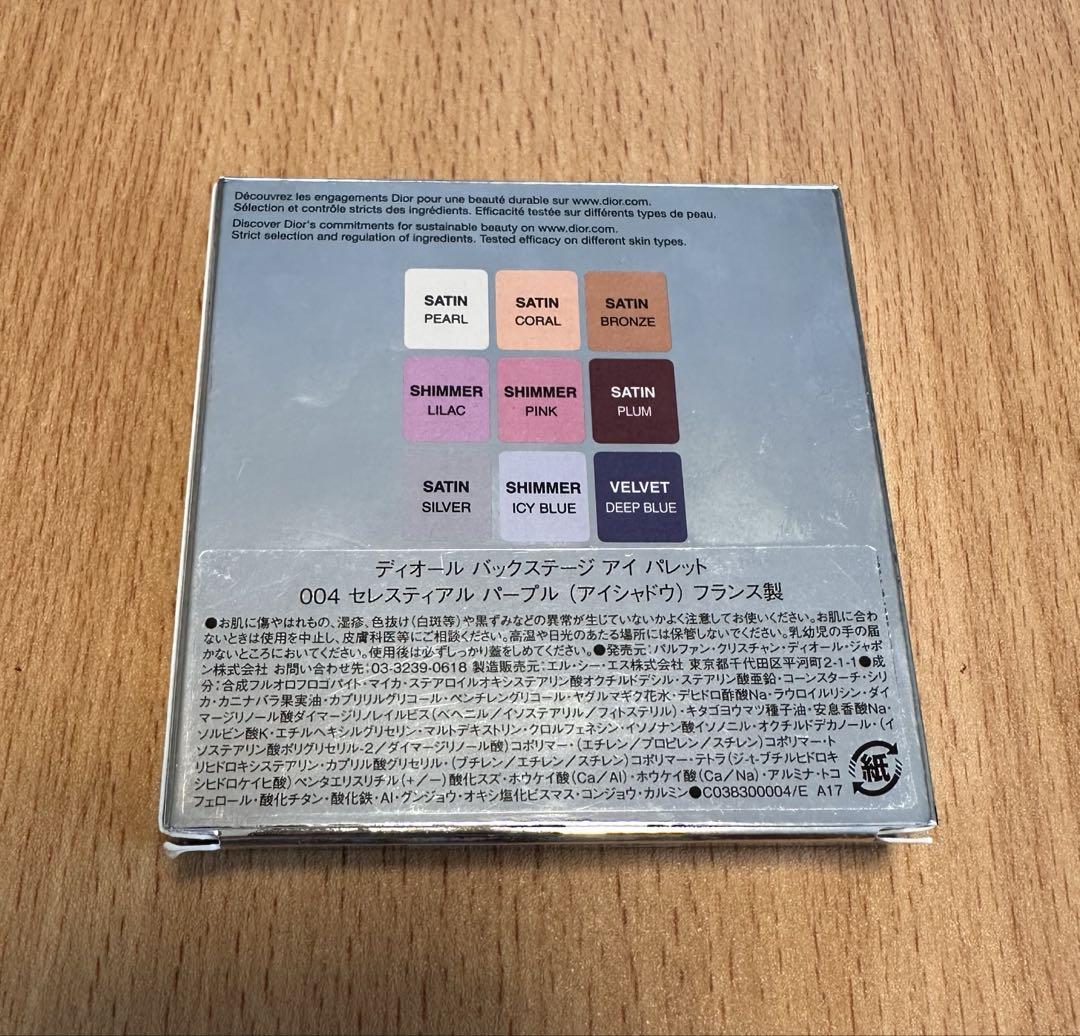 Découvrez les engagements Dior pour une beauté durable sur www.dior.com.
Sélection et contrôle stricts des ingrédients. Efficacité testée sur différents types de peau.
Discover Dior's commitments for sustainable beauty on www.dior.com.
Strict selection and regulation of ingredients. Tested efficacy on different skin types.
SATIN PEARL
SATIN CORAL
SATIN BRONZE
SHIMMER LILAC
SHIMMER PINK
SATIN PLUM
SATIN SILVER
SHIMMER ICY BLUE
VELVET DEEP BLUE
ディオール バックステージ アイ パレット
004 セレスティアル パープル（アイシャドウ）フランス製
●お肌に傷やはれもの、湿疹、色抜け（白斑等）や黒ずみなどの異常が生じていないかよく注意してお使いください。お肌に合わ
ないときは使用を中止し、皮膚科医等にご相談ください。高温や日光のあたる場所には保管しないでください。乳幼児の手の届
かないところにおいてください。使用後は必ずしっかり蓋をしめてください。●発売元：パルファン・クリスチャン・ディオール・ジャポ
ン株式会社 お問い合わせ先：03-3239-0618 製造販売元：エル・シー・エス株式会社 東京都千代田区平河町2-1-1●成
分：合成フルオロフロゴパイト・マイカ・ステアロイルオキシステアリン酸オクチルドデシル・ステアリン酸亜鉛・コーンスターチ・シリ
カ・カニナバラ果実油・カプリリルグリコール・ペンチレングリコール・ヤグルマギク花水・デヒドロ酢酸Na・ラウロイルリシン・ダイ
マージリノール酸ダイマージリノレイルビス（ベヘニル／イソステアリル／フィトステリル）・キタゴヨウマツ種子油・安息香酸Na・
ソルビン酸K・エチルヘキシルグリセリン・マルトデキストリン・クロルフェネシン・イソノナン酸イソノニル・オクチルドデカノール・（イ
ソステアリン酸ポリグリセリル-2／ダイマージリノール酸）コポリマー・（エチレン／プロピレン／スチレン）コポリマー・ト
リヒドロキシステアリン・カプリル酸グリセリル・（ブチレン／エチレン／スチレン）コポリマー・テトラ（ジ-t-ブチルヒドロキ
シヒドロケイヒ酸）ペンタエリスリチル（+/－）酸化スズ・ホウケイ酸（Ca/Al）・ホウケイ酸（Ca/Na）・アルミナ・トコ
フェロール・酸化チタン・酸化鉄・Al・グンジョウ・オキシ塩化ビスマス・コンジョウ・カルミン●C038300004/E A17
紙